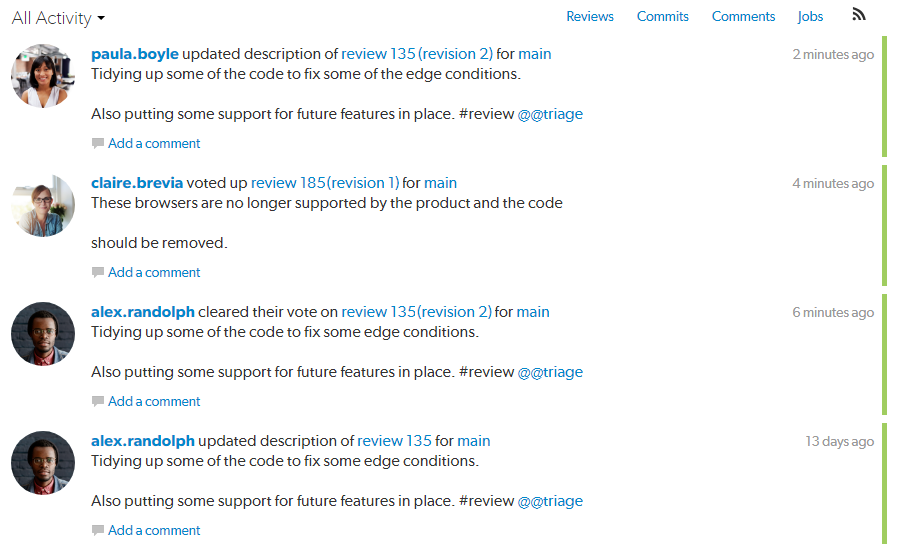 All Activity Reviews Commits Comments Jobs
paula.boyle updated description of review 135 (revision 2) for main 2 minutes ago
Tidying up some of the code to fix some of the edge conditions.
Also putting some support for future features in place. #review @@triage
Add a comment
claire.brevia voted up review 185(revision 1) for main 4 minutes ago
These browsers are no longer supported by the product and the code
should be removed.
Add a comment
alex.randolph cleared their vote on review 135(revision 2) for main 6 minutes ago
Tidying up some of the code to fix some edge conditions.
Also putting some support for future features in place. #review @@triage
Add a comment
alex.randolph updated description of review 135 for main 13 days ago
Tidying up some of the code to fix some edge conditions.
Also putting some support for future features in place. #review @@triage
Add a comment